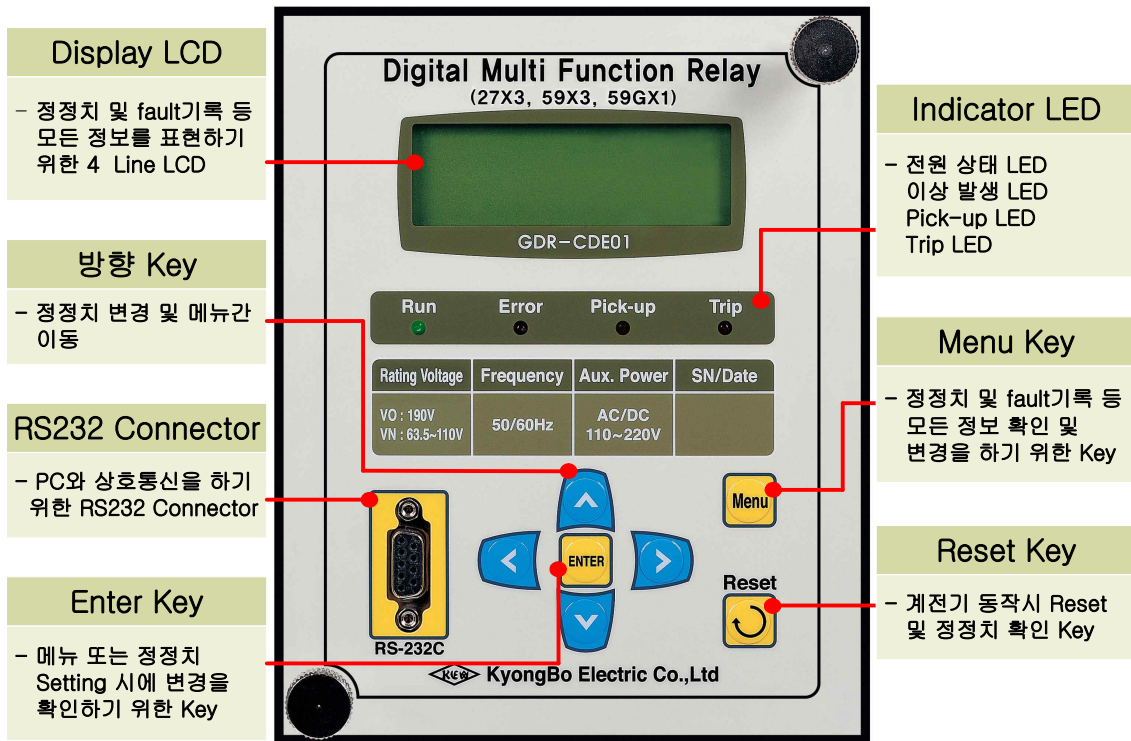 Display LCD
- 정정치 및 fault기록 등
모든 정보를 표현하기
위한 4 Line LCD
방향 Key
- 정정치 변경 및 메뉴간
이동
RS232 Connector
- PC와 상호통신을 하기
위한 RS232 Connector
Enter Key
- 메뉴 또는 정정치
Setting 시에 변경을
확인하기 위한 Key
Digital Multi Function Relay
(27X3, 59X3, 59GX1)
GDR-CDE01
Run Error Pick-up Trip
Rating Voltage Frequency Aux. Power SN/Date
VO : 190V
VN : 63.5~110V
50/60Hz
AC/DC
110~220V
Menu
ENTER
Reset
RS-232C
KEW KyongBo Electric Co.,Ltd
Indicator LED
- 전원 상태 LED
이상 발생 LED
Pick-up LED
Trip LED
Menu Key
- 정정치 및 fault기록 등
모든 정보 확인 및
변경을 하기 위한 Key
Reset Key
- 계전기 동작시 Reset
및 정정치 확인 Key